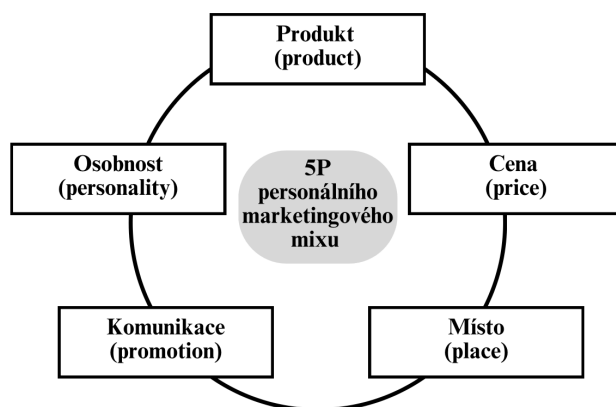 Produkt
(product)
Osobnost
(personality)
5P
personálního
marketingového
mixu
Cena
(price)
Komunikace
(promotion)
Místo
(place)